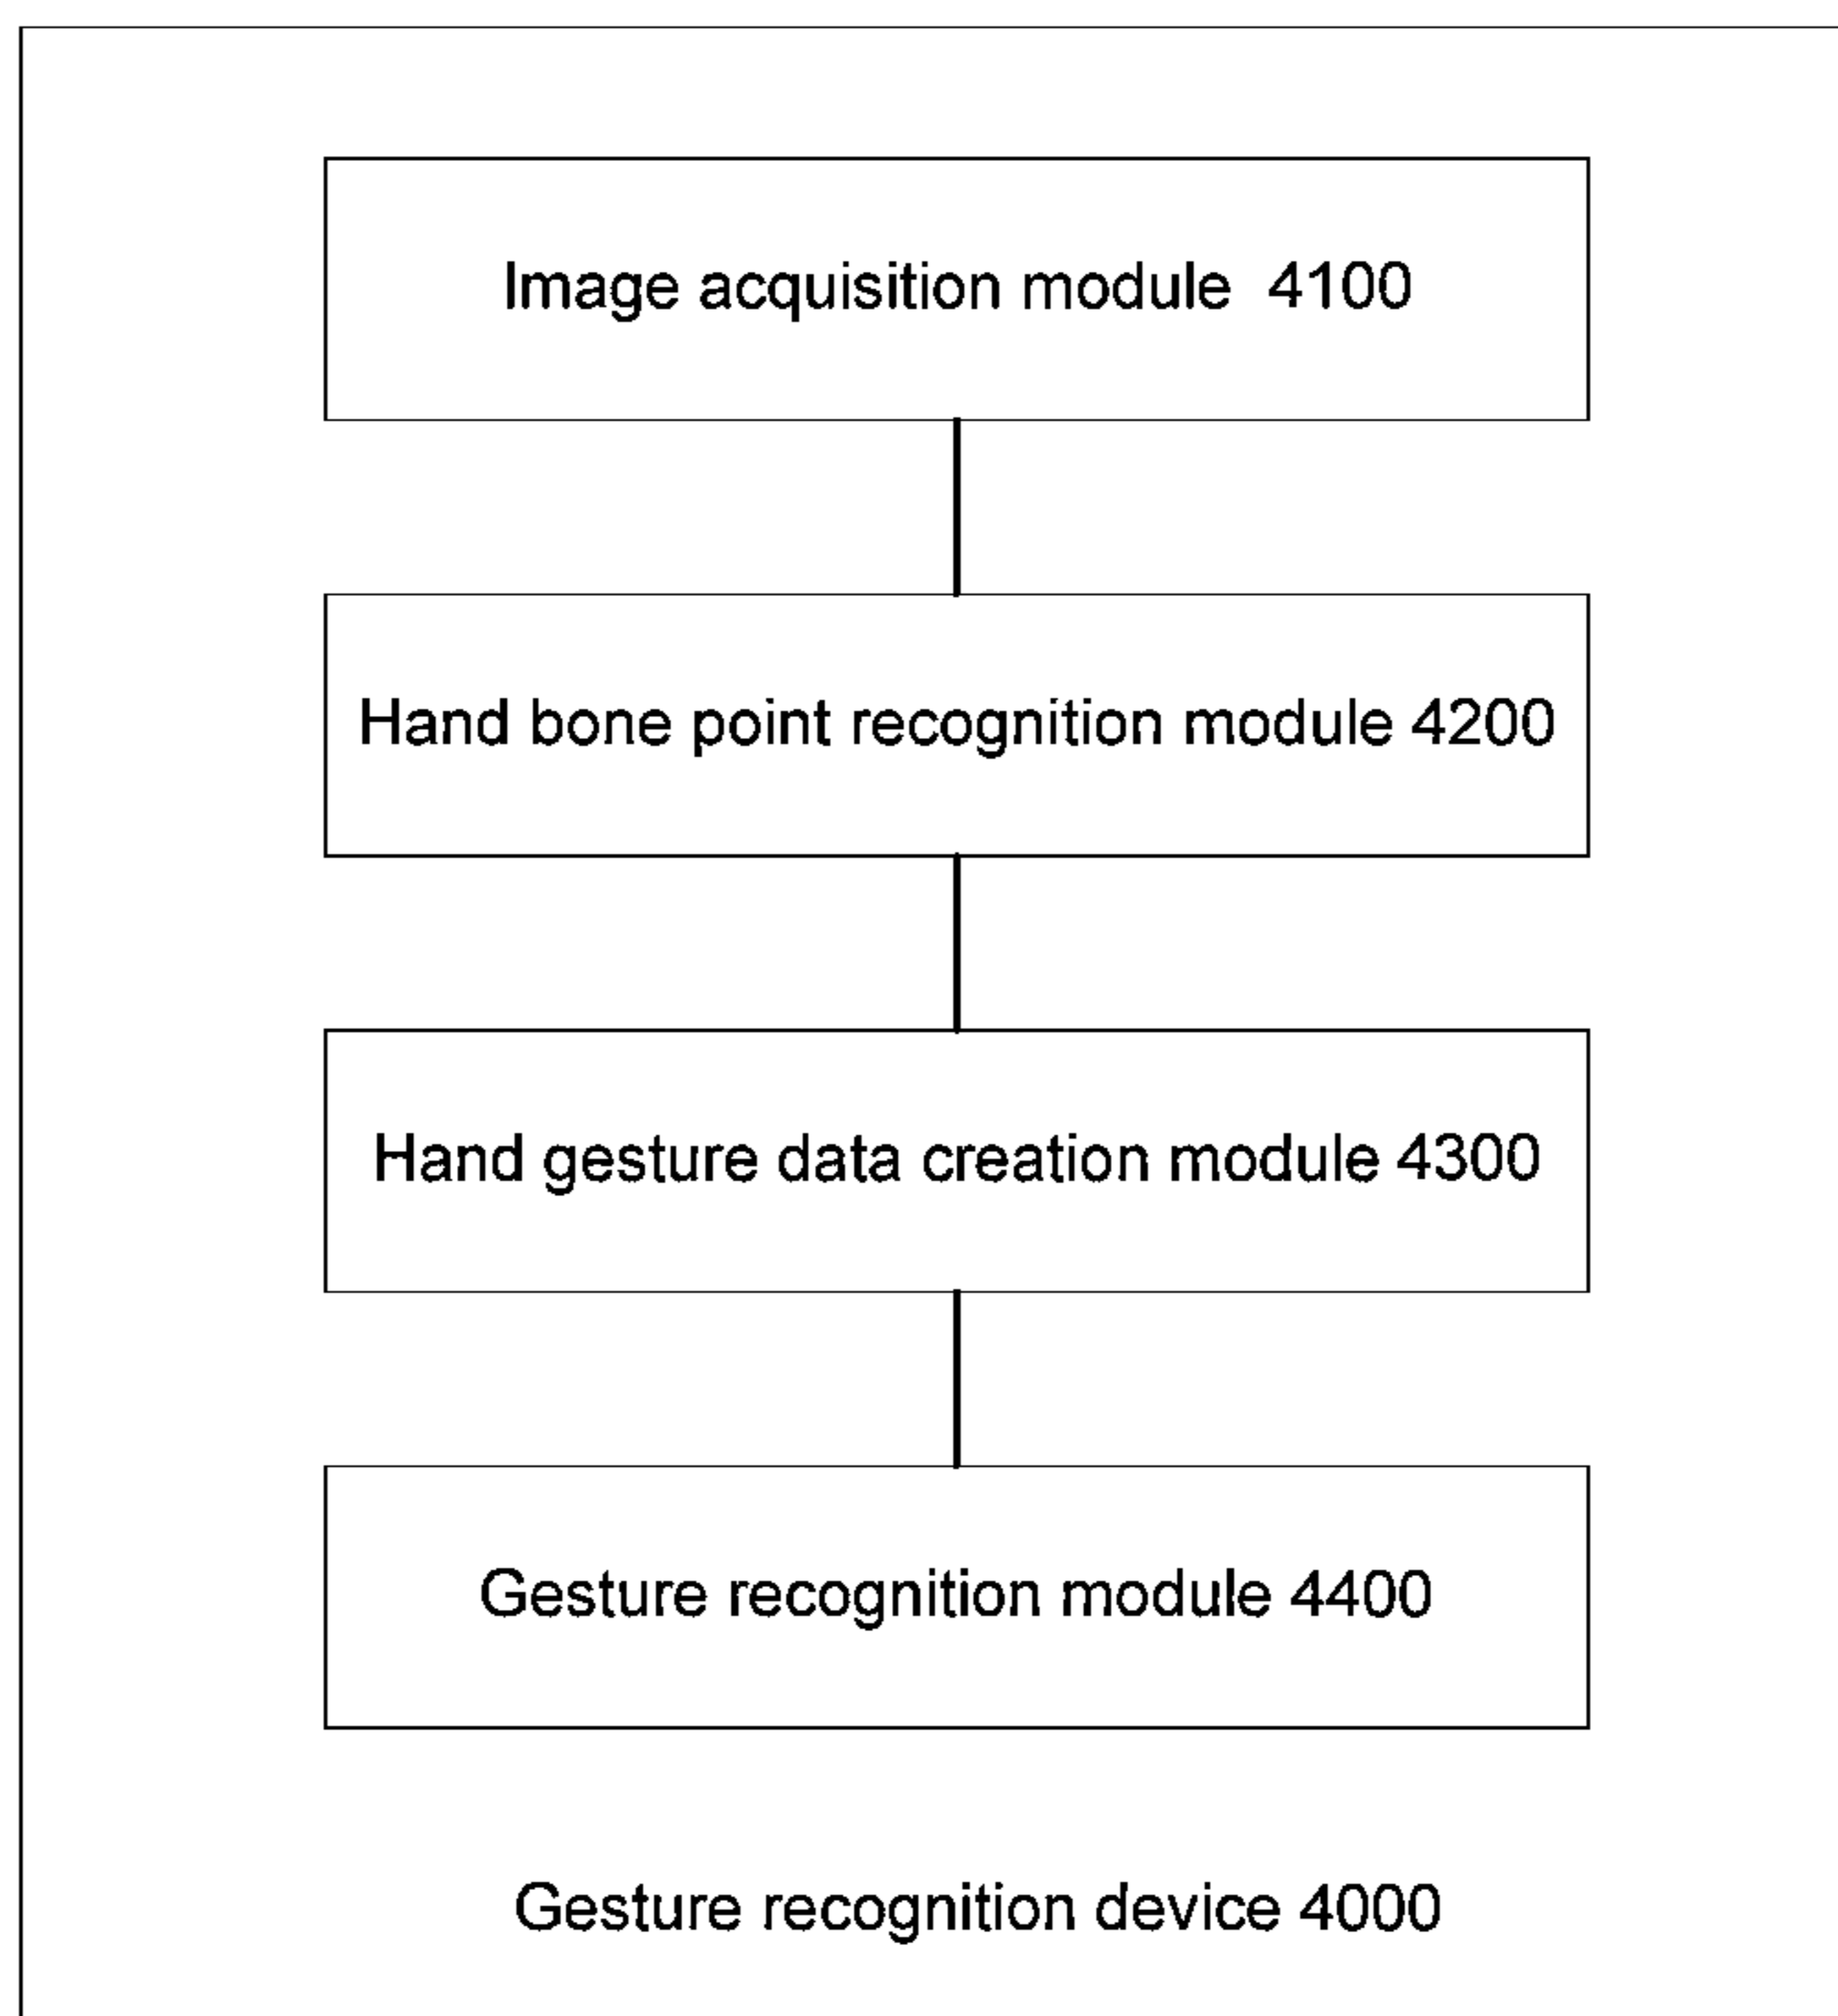 Image acquisition module 4100
Hand bone point recognition module 4200
Hand gesture data creation module 4300
Gesture recognition module 4400
Gesture recognition device 4000